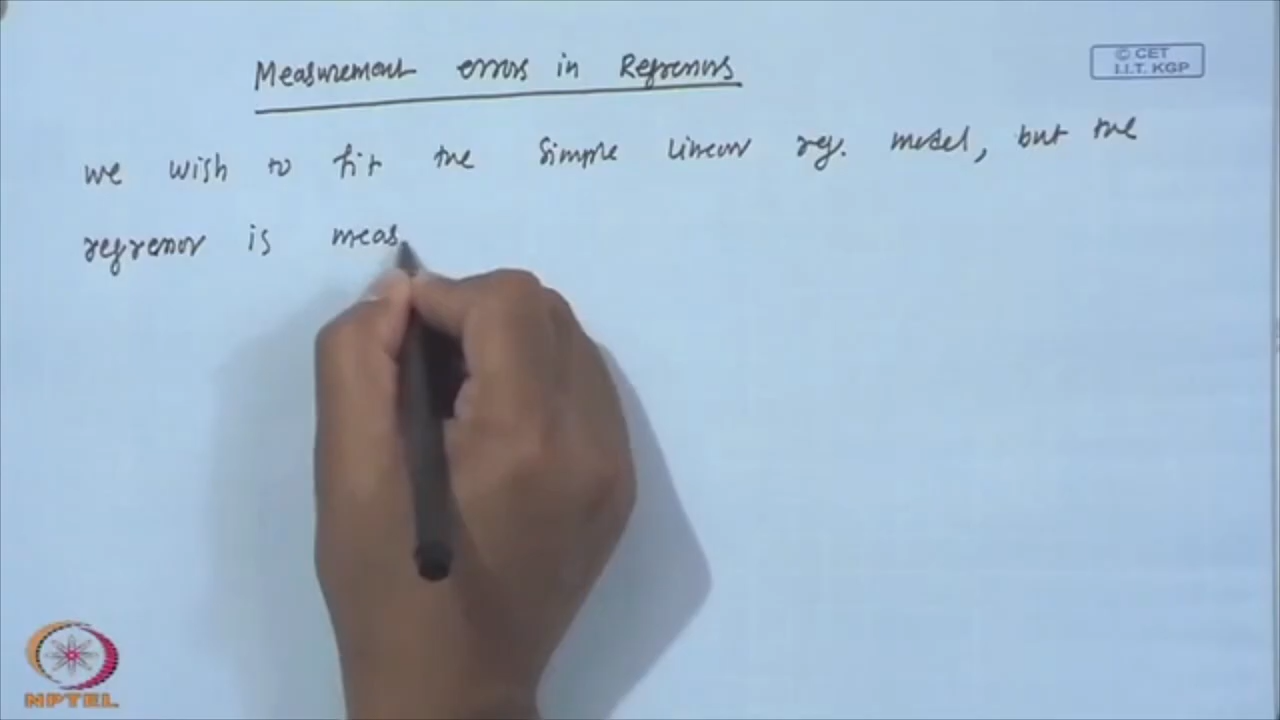 Measurement errors in Regressors
© CET
I.I.T. KGP
we wish to fit the simple linear reg. model, but the
regressor is meas
NPTEL